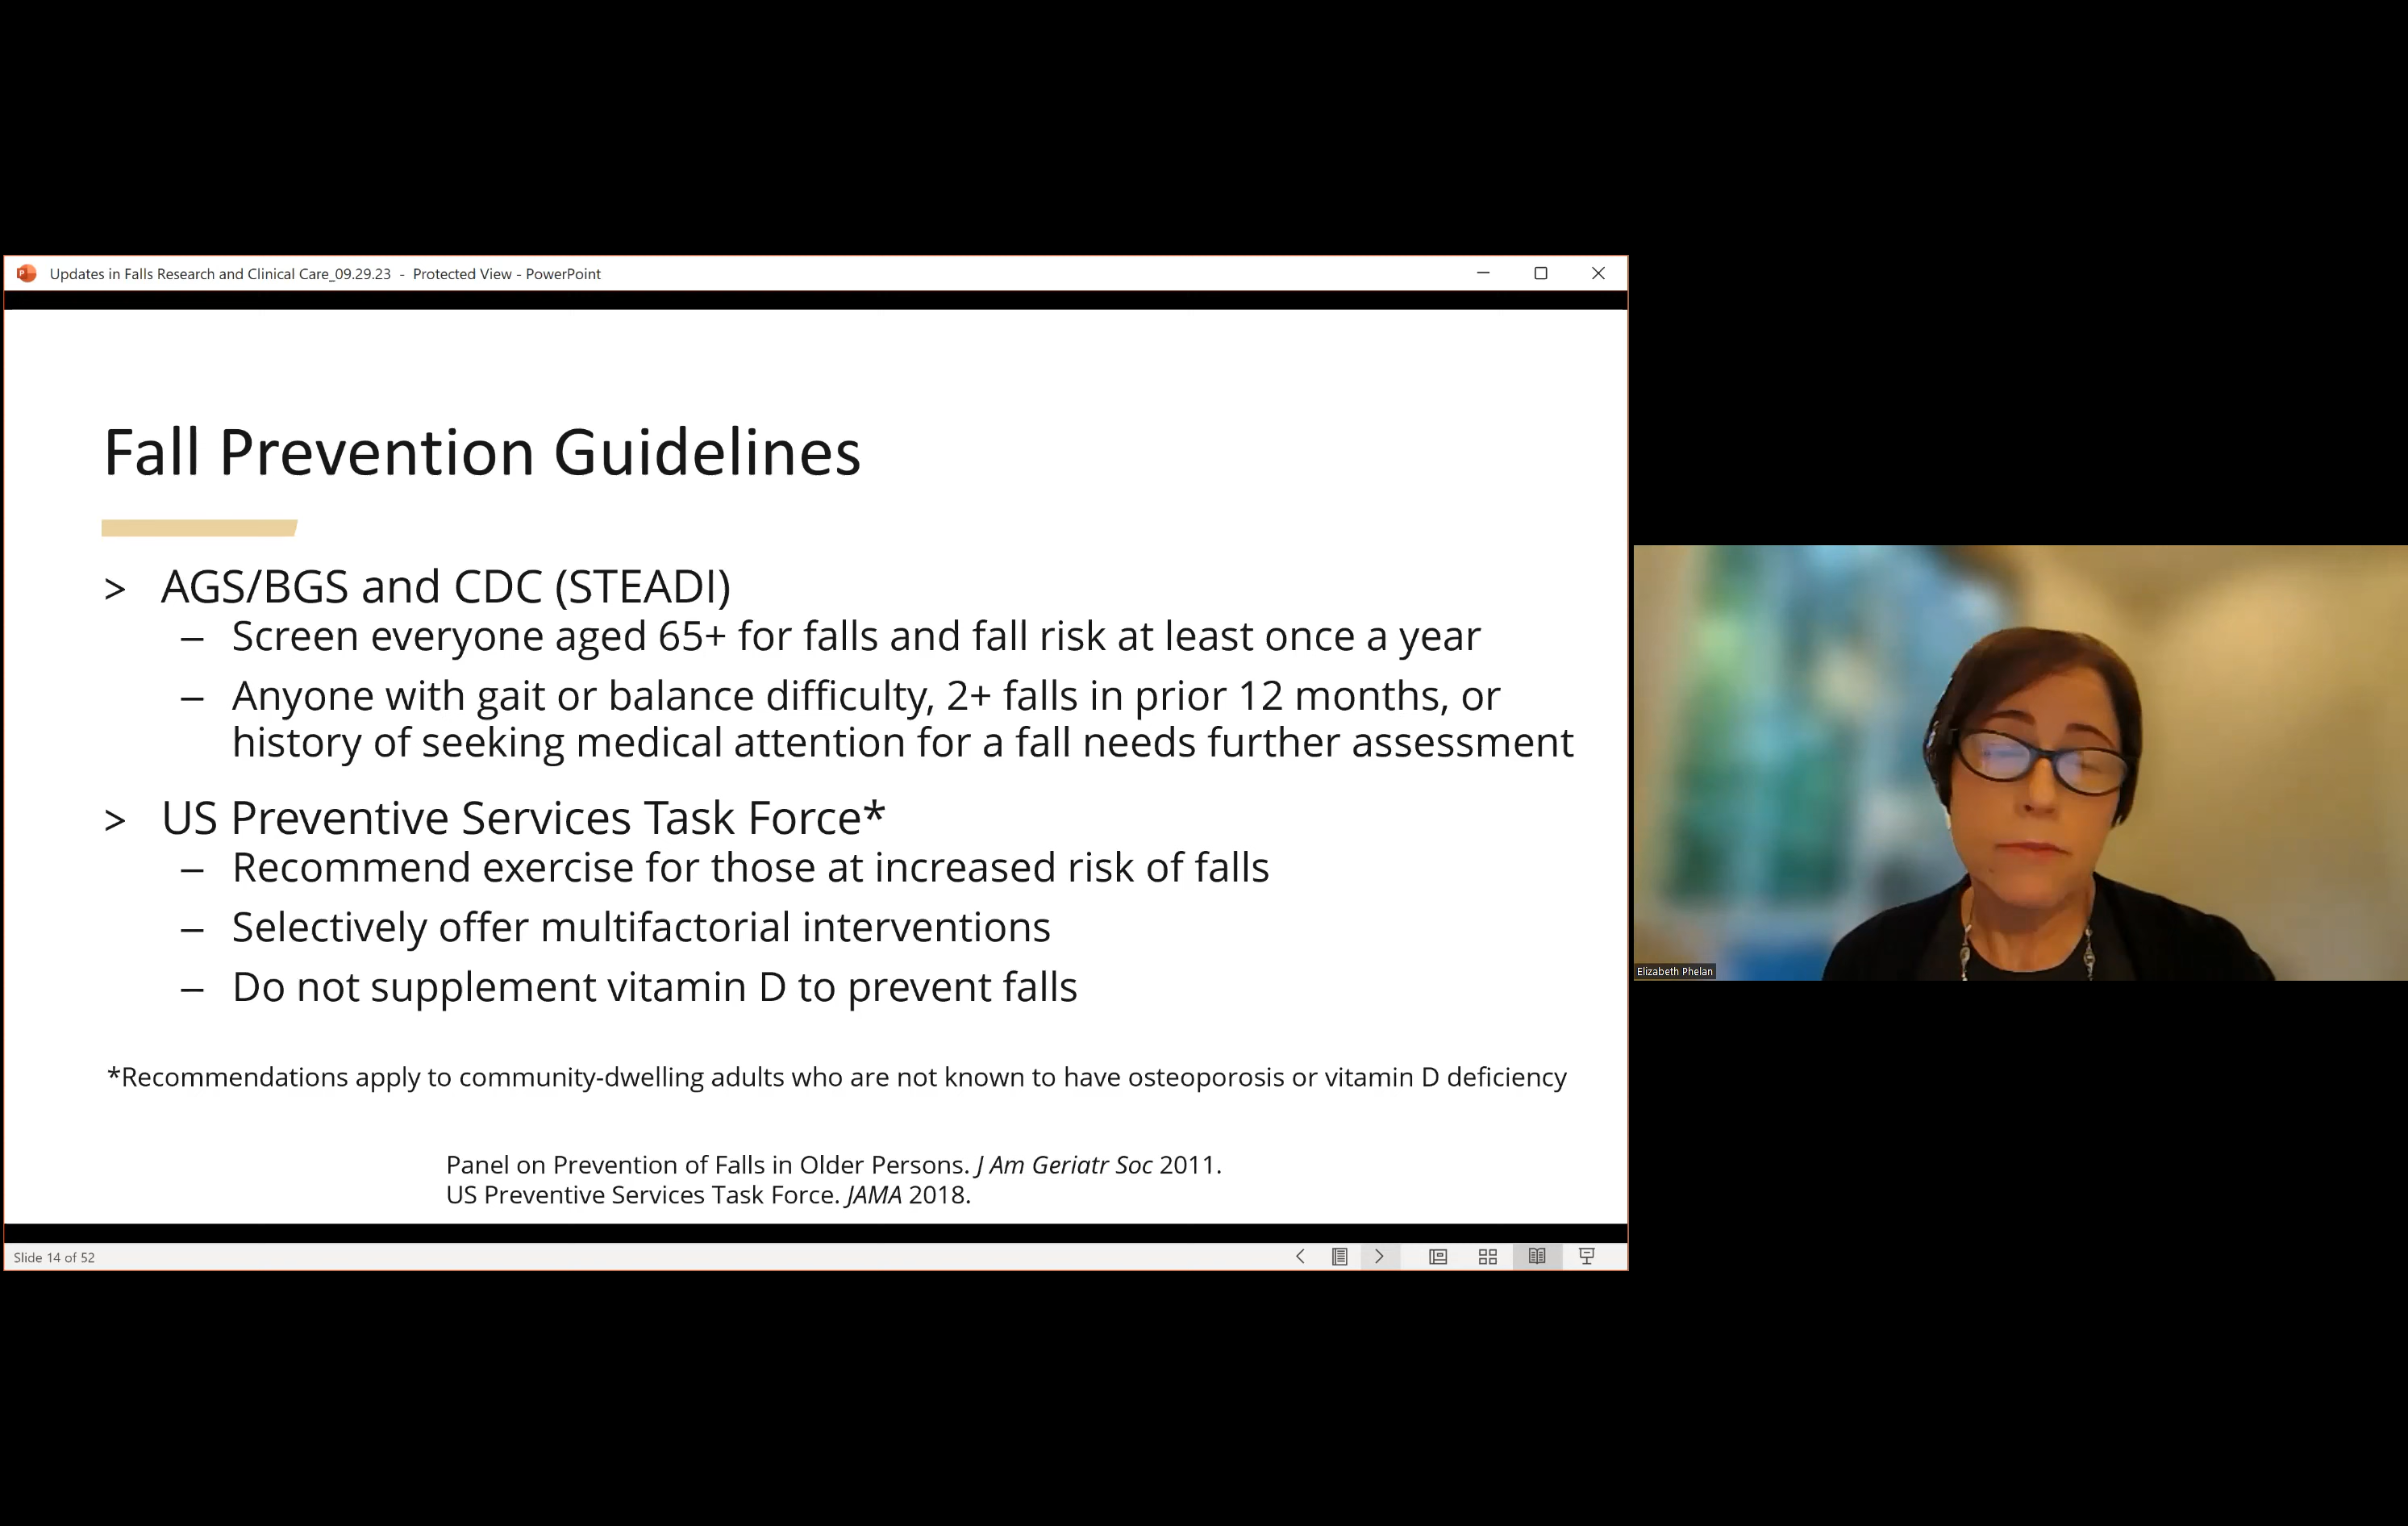 Updates in Falls Research and Clinical Care_09.29.23 - Protected View - PowerPoint
Fall Prevention Guidelines
> AGS/BGS and CDC (STEADI)
– Screen everyone aged 65+ for falls and fall risk at least once a year
– Anyone with gait or balance difficulty, 2+ falls in prior 12 months, or
history of seeking medical attention for a fall needs further assessment
> US Preventive Services Task Force*
– Recommend exercise for those at increased risk of falls
– Selectively offer multifactorial interventions
– Do not supplement vitamin D to prevent falls
*Recommendations apply to community-dwelling adults who are not known to have osteoporosis or vitamin D deficiency
Panel on Prevention of Falls in Older Persons. J Am Geriatr Soc 2011.
US Preventive Services Task Force. JAMA 2018.
Slide 14 of 52
Elizabeth Phelan